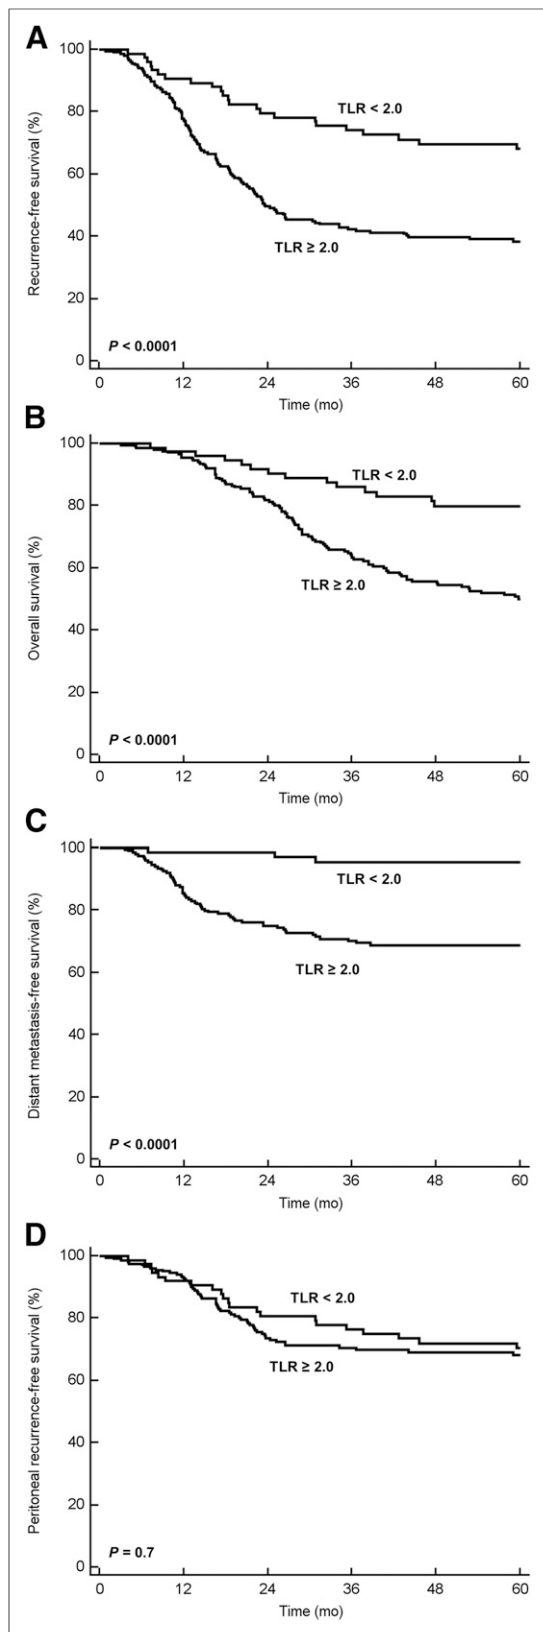 A
Recurrence-free survival (%)
100
80
60
40
20
0
TLR < 2.0
TLR ≥ 2.0
P < 0.0001
0 12 24 36 48 60
Time (mo)
B
Overall survival (%)
100
80
60
40
20
0
TLR < 2.0
TLR ≥ 2.0
P < 0.0001
0 12 24 36 48 60
Time (mo)
C
Distant metastasis-free survival (%)
100
80
60
40
20
0
TLR < 2.0
TLR ≥ 2.0
P < 0.0001
0 12 24 36 48 60
Time (mo)
D
Peritoneal recurrence-free survival (%)
100
80
60
40
20
0
TLR < 2.0
TLR ≥ 2.0
P = 0.7
0 12 24 36 48 60
Time (mo)